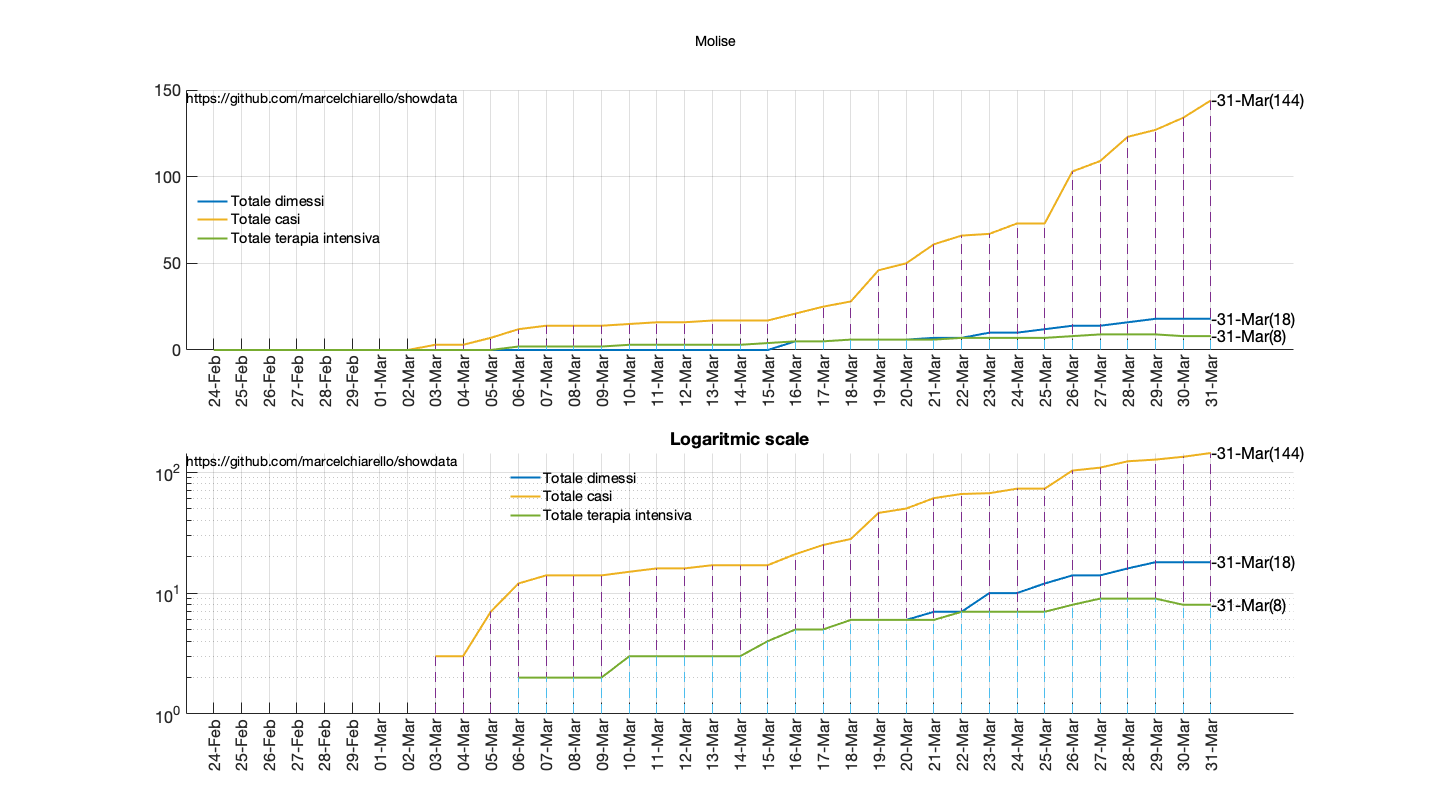 Molise
https://github.com/marcelchiarello/showdata
150
100
50
0
Totale dimessi
Totale casi
Totale terapia intensiva
-31-Mar(144)
-31-Mar(18)
-31-Mar(8)
24-Feb
25-Feb
26-Feb
27-Feb
28-Feb
29-Feb
01-Mar
02-Mar
03-Mar
04-Mar
05-Mar
06-Mar
07-Mar
08-Mar
09-Mar
10-Mar
11-Mar
12-Mar
13-Mar
14-Mar
15-Mar
16-Mar
17-Mar
18-Mar
19-Mar
20-Mar
21-Mar
22-Mar
23-Mar
24-Mar
25-Mar
26-Mar
27-Mar
28-Mar
29-Mar
30-Mar
31-Mar
Logaritmic scale
https://github.com/marcelchiarello/showdata
10²
10¹
10⁰
Totale dimessi
Totale casi
Totale terapia intensiva
-31-Mar(144)
-31-Mar(18)
-31-Mar(8)
24-Feb
25-Feb
26-Feb
27-Feb
28-Feb
29-Feb
01-Mar
02-Mar
03-Mar
04-Mar
05-Mar
06-Mar
07-Mar
08-Mar
09-Mar
10-Mar
11-Mar
12-Mar
13-Mar
14-Mar
15-Mar
16-Mar
17-Mar
18-Mar
19-Mar
20-Mar
21-Mar
22-Mar
23-Mar
24-Mar
25-Mar
26-Mar
27-Mar
28-Mar
29-Mar
30-Mar
31-Mar